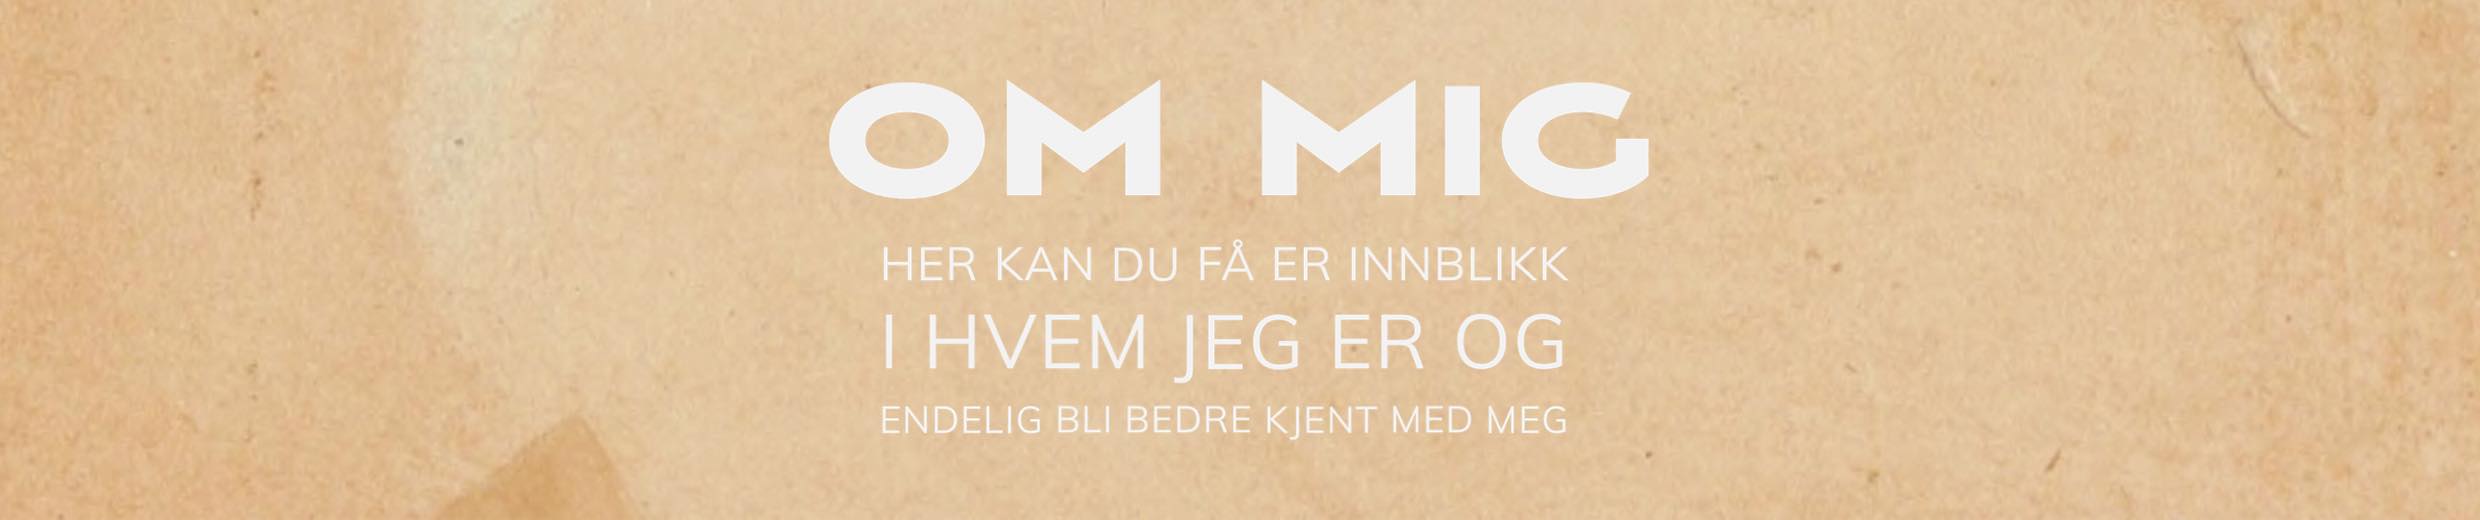 OM MIG
HER KAN DU FÅ ER INNBLIKK
I HVEM JEG ER OG
ENDELIG BLI BEDRE KJENT MED MEG